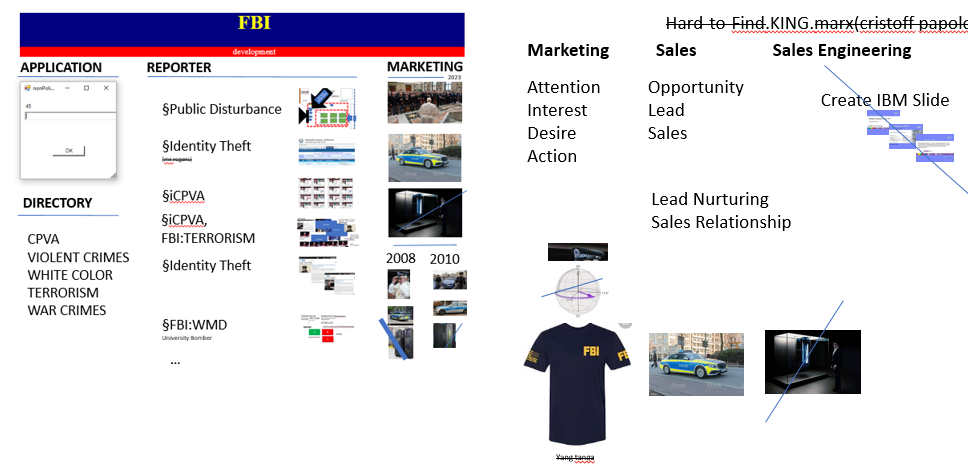 FBI
development
APPLICATION
REPORTER
MARKETING
2023
nonPoli...
45
OK
§Public Disturbance
§Identity Theft
§iCPVA
§iCPVA,
FBI:TERRORISM
§Identity Theft
§FBI:WMD
University Bomber
...
DIRECTORY
CPVA
VIOLENT CRIMES
WHITE COLOR
TERRORISM
WAR CRIMES
2008
2010
Hard to Find.KING.marx(cristoff papolo
Marketing
Attention
Interest
Desire
Action
Sales
Opportunity
Lead
Sales
Sales Engineering
Create IBM Slide
Lead Nurturing
Sales Relationship
FBI
FBI
Yang tanga